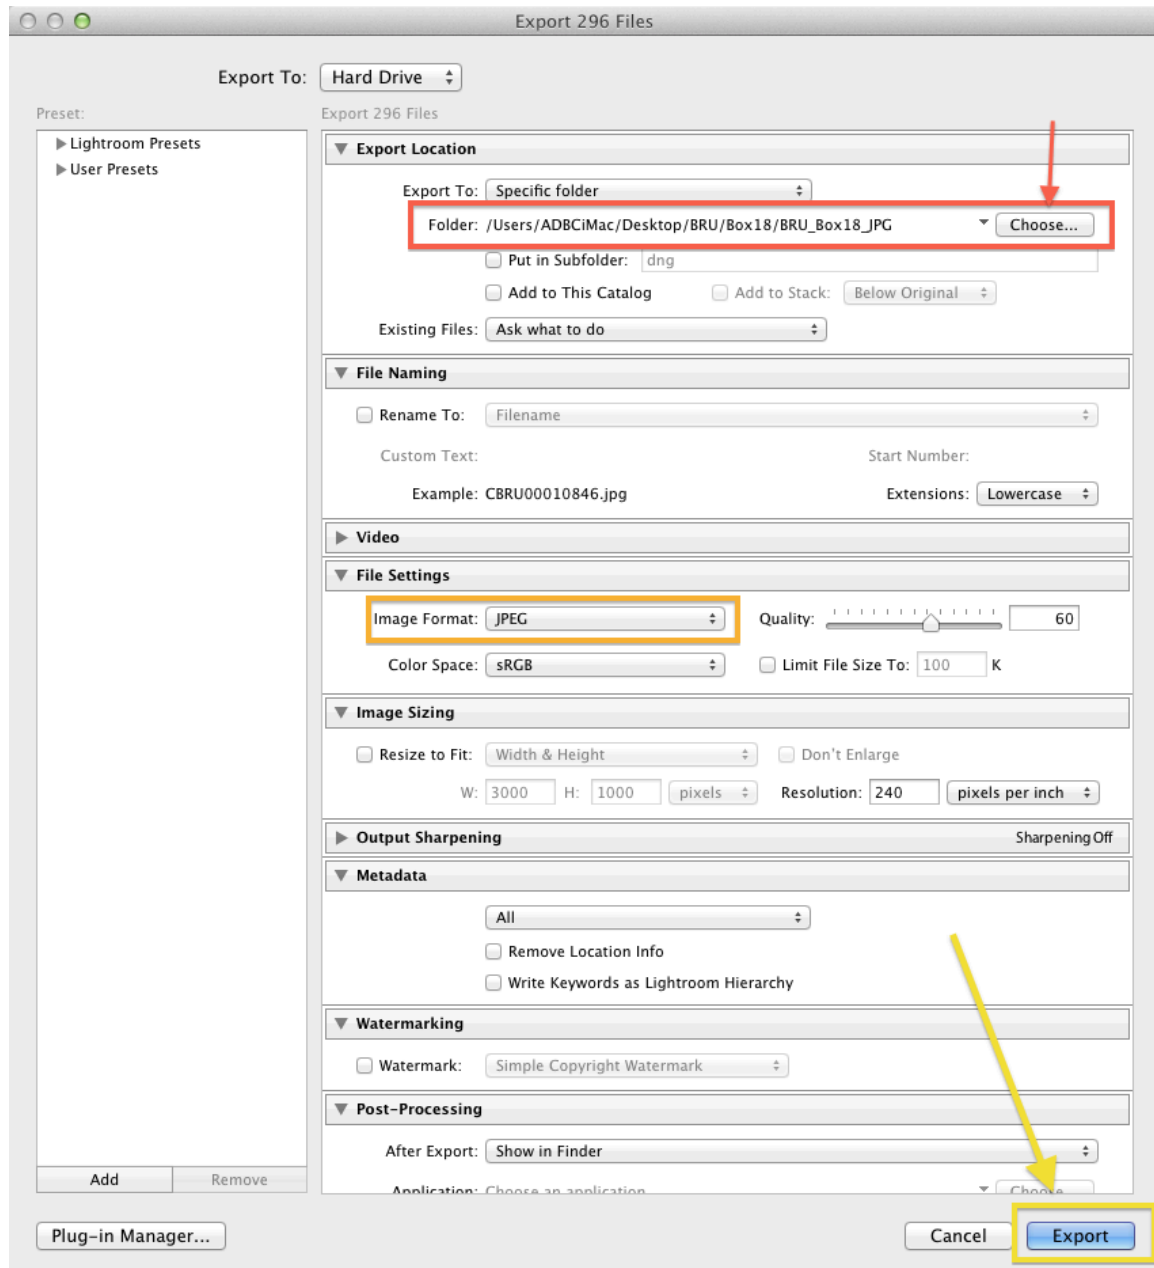 Export 296 Files
Export To: Hard Drive
Preset:
Export 296 Files
Lightroom Presets
User Presets
Export Location
Export To: Specific folder
Folder: /Users/ADBCiMac/Desktop/BRU/Box18/BRU_Box18_JPG Choose...
Put in Subfolder: dng
Add to This Catalog Add to Stack: Below Original
Existing Files: Ask what to do
File Naming
Rename To: Filename
Custom Text: Start Number:
Example: CBRU00010846.jpg Extensions: Lowercase
Video
File Settings
Image Format: JPEG Quality: 60
Color Space: sRGB Limit File Size To: 100 K
Image Sizing
Resize to Fit: Width & Height Don't Enlarge
W: 3000 H: 1000 pixels Resolution: 240 pixels per inch
Output Sharpening Sharpening Off
Metadata
All
Remove Location Info
Write Keywords as Lightroom Hierarchy
Watermarking
Watermark: Simple Copyright Watermark
Post-Processing
After Export: Show in Finder
Application: Choose an application Choose...
Add Remove
Plug-in Manager... Cancel Export